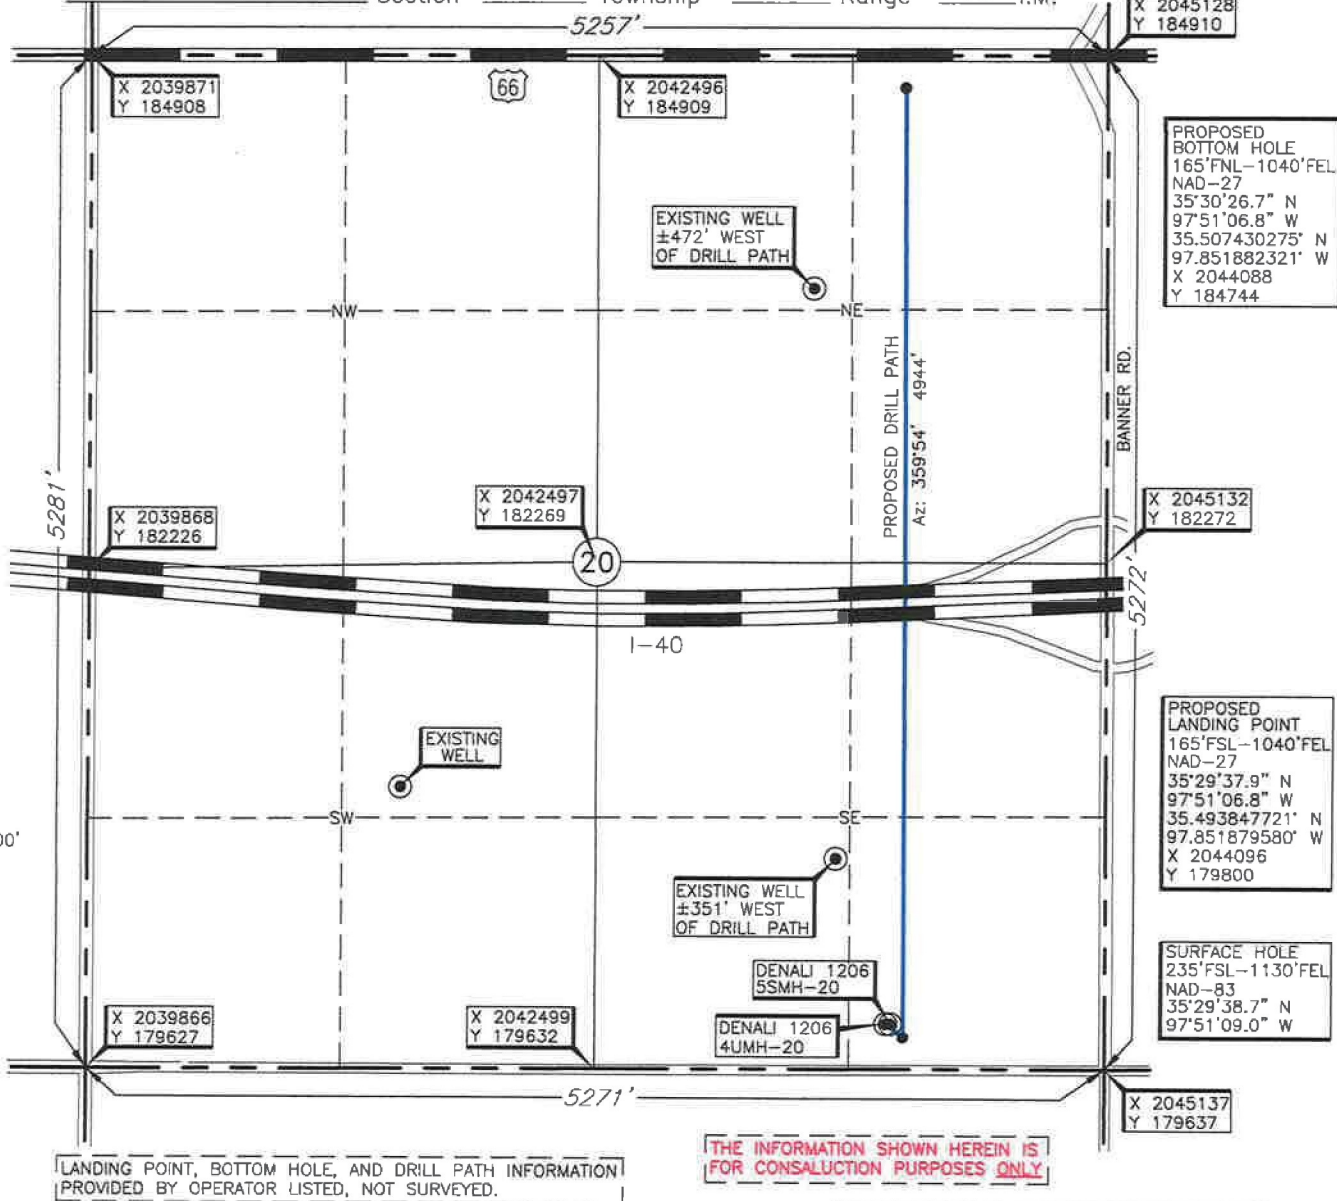 Section Township Range I.M.
5257'
X 2045128
Y 184910
X 2039871
Y 184908
66
X 2042496
Y 184909
PROPOSED
BOTTOM HOLE
165'FNL-1040'FEL
NAD-27
35°30'26.7" N
97°51'06.8" W
35.507430275° N
97.851882321° W
X 2044088
Y 184744
EXISTING WELL
±472' WEST
OF DRILL PATH
NW
NE
PROPOSED DRILL PATH
Az: 359°54' 4944'
BANNER RD.
5281'
X 2039868
Y 182226
X 2042497
Y 182269
X 2045132
Y 182272
20
5272'
I-40
EXISTING
WELL
PROPOSED
LANDING POINT
165'FSL-1040'FEL
NAD-27
35°29'37.9" N
97°51'06.8" W
35.493847721° N
97.851879580° W
X 2044096
Y 179800
SW
SE
00'
EXISTING WELL
±351' WEST
OF DRILL PATH
DENALI 1206
5SMH-20
DENALI 1206
4UMH-20
SURFACE HOLE
235'FSL-1130'FEL
NAD-83
35°29'38.7" N
97°51'09.0" W
X 2039866
Y 179627
X 2042499
Y 179632
5271'
X 2045137
Y 179637
LANDING POINT, BOTTOM HOLE, AND DRILL PATH INFORMATION
PROVIDED BY OPERATOR LISTED, NOT SURVEYED.
THE INFORMATION SHOWN HEREIN IS
FOR CONSALUCTION PURPOSES ONLY